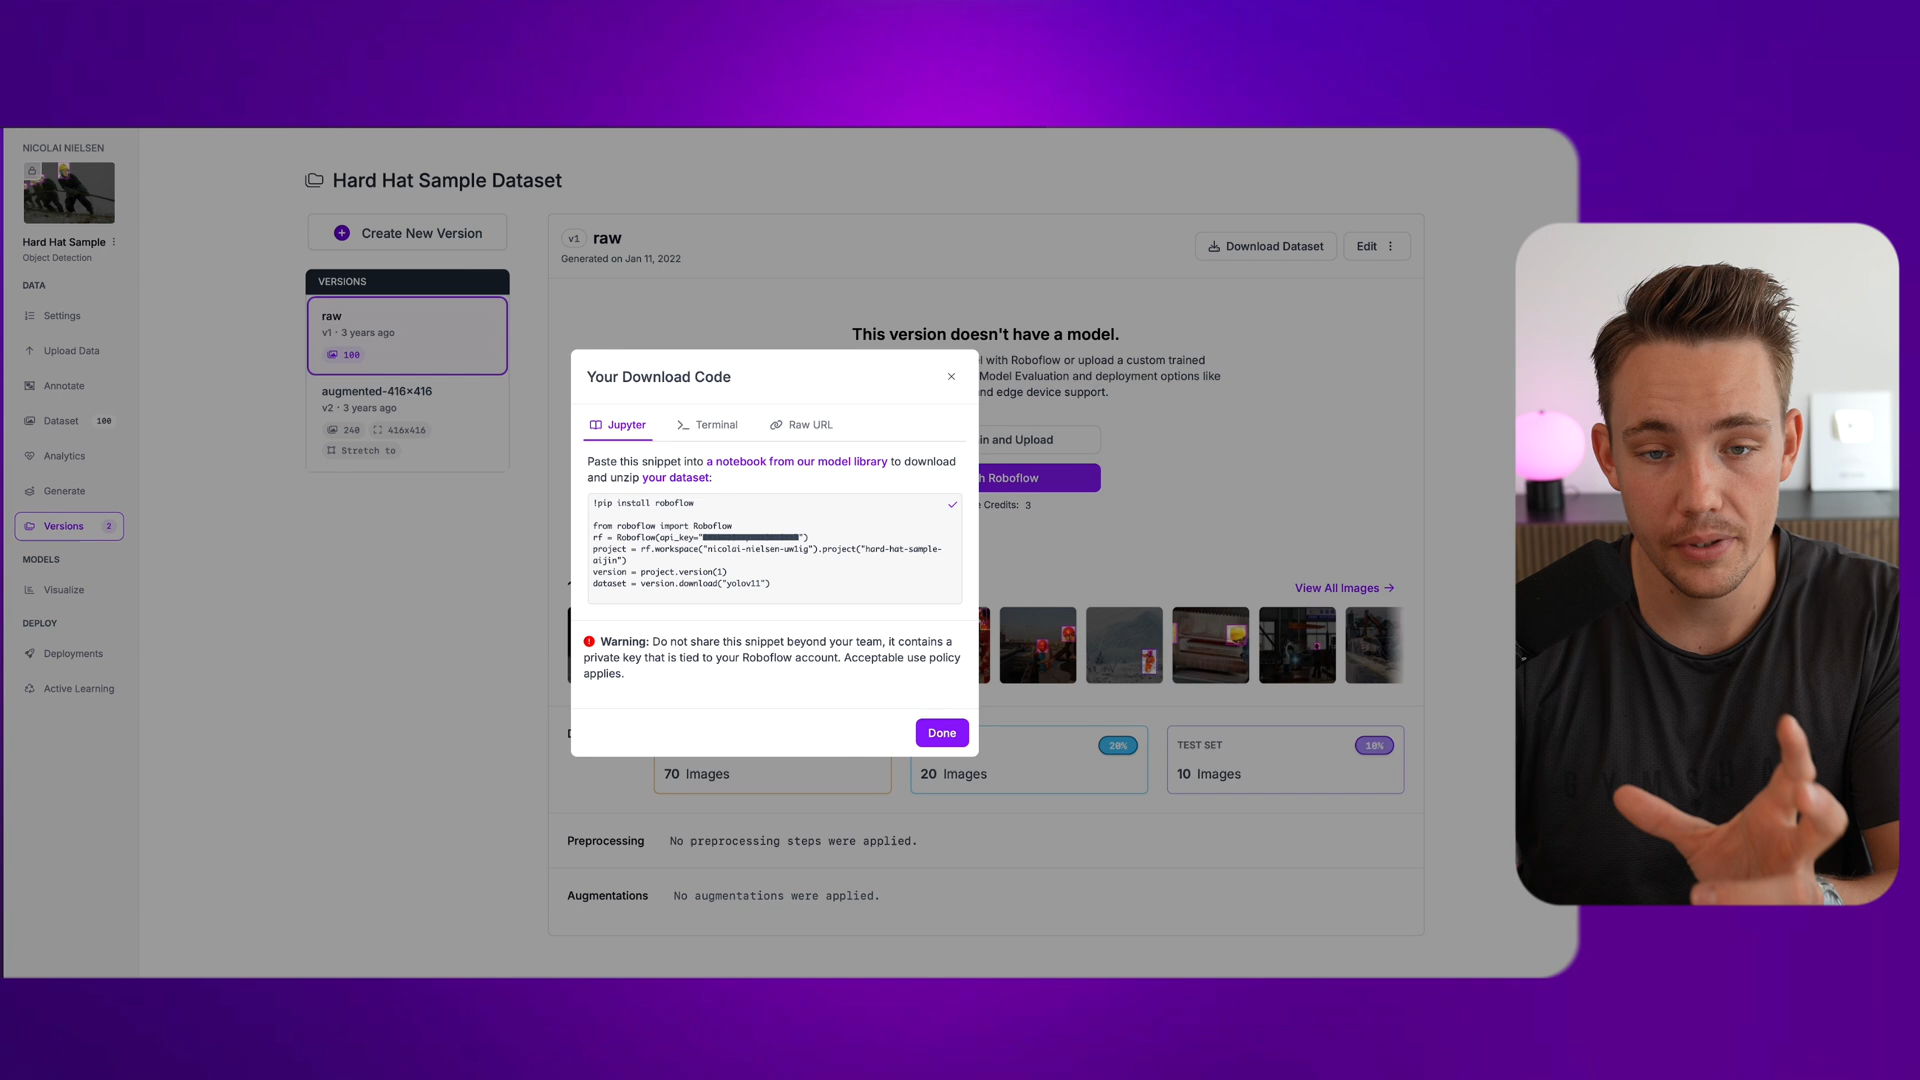 NICOLAI NIELSEN
Hard Hat Sample
Object Detection
DATA
Settings
Upload Data
Annotate
Dataset 100
Analytics
Generate
Versions 2
MODELS
Visualize
DEPLOY
Deployments
Active Learning
Hard Hat Sample Dataset
Create New Version
VERSIONS
raw
v1 · 3 years ago
100
augmented-416x416
v2 · 3 years ago
240 416x416
Stretch to
v1 raw
Generated on Jan 11, 2022
Download Dataset
Edit
This version doesn't have a model.
with Roboflow or upload a custom trained
Model Evaluation and deployment options like
nd edge device support.
in and Upload
h Roboflow
Credits: 3
View All Images →
Your Download Code
Jupyter
Terminal
Raw URL
Paste this snippet into a notebook from our model library to download
and unzip your dataset:
!pip install roboflow
from roboflow import Roboflow
rf = Roboflow(api_key="
")
project = rf.workspace("nicolai-nielsen-uw1ig").project("hard-hat-sample-
aijin")
version = project.version(1)
dataset = version.download("yolov11")
Warning: Do not share this snippet beyond your team, it contains a
private key that is tied to your Roboflow account. Acceptable use policy
applies.
Done
70 Images
20%
20 Images
TEST SET
10%
10 Images
Preprocessing No preprocessing steps were applied.
Augmentations No augmentations were applied.